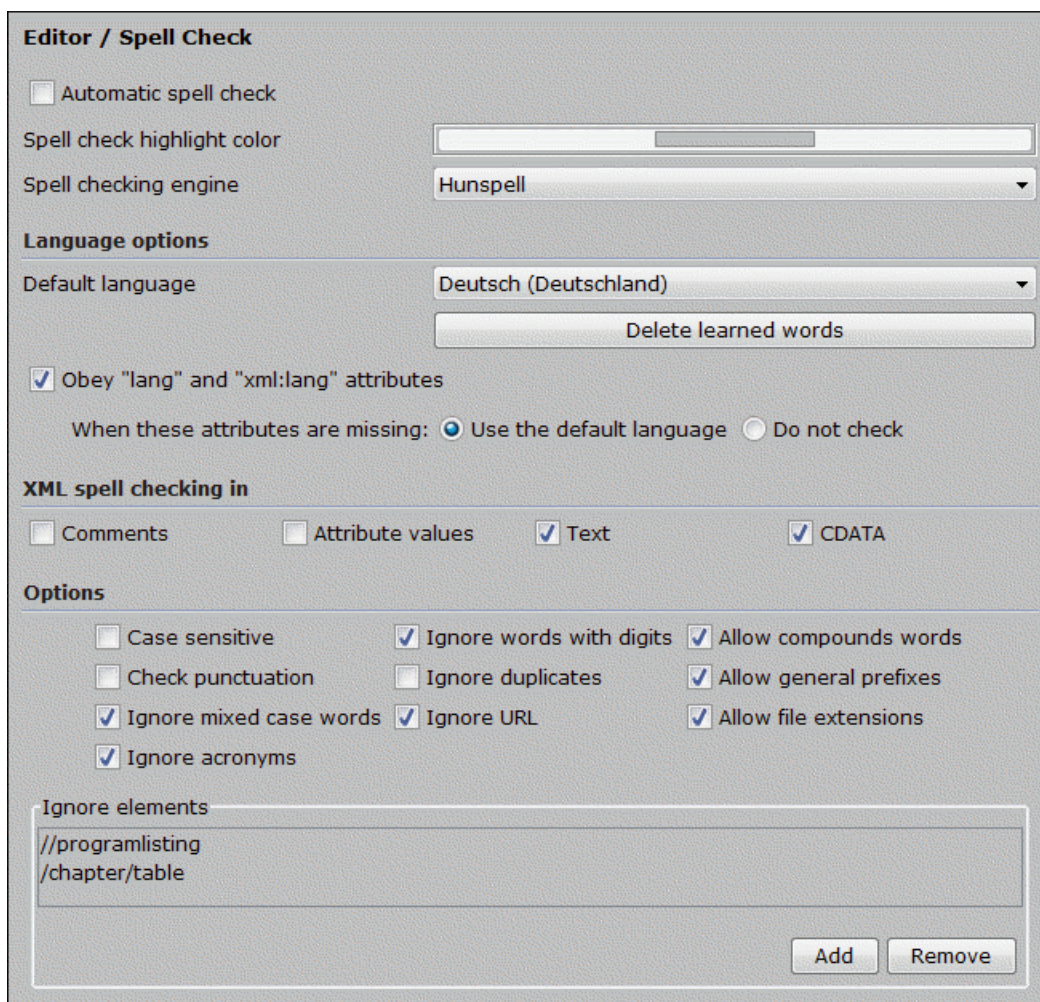 Editor / Spell Check
Automatic spell check
Spell check highlight color
Spell checking engine Hunspell
Language options
Default language Deutsch (Deutschland)
Delete learned words
Obey "lang" and "xml:lang" attributes
When these attributes are missing: Use the default language Do not check
XML spell checking in
Comments Attribute values Text CDATA
Options
Case sensitive Ignore words with digits Allow compounds words
Check punctuation Ignore duplicates Allow general prefixes
Ignore mixed case words Ignore URL Allow file extensions
Ignore acronyms
Ignore elements
//programlisting
/chapter/table
Add Remove